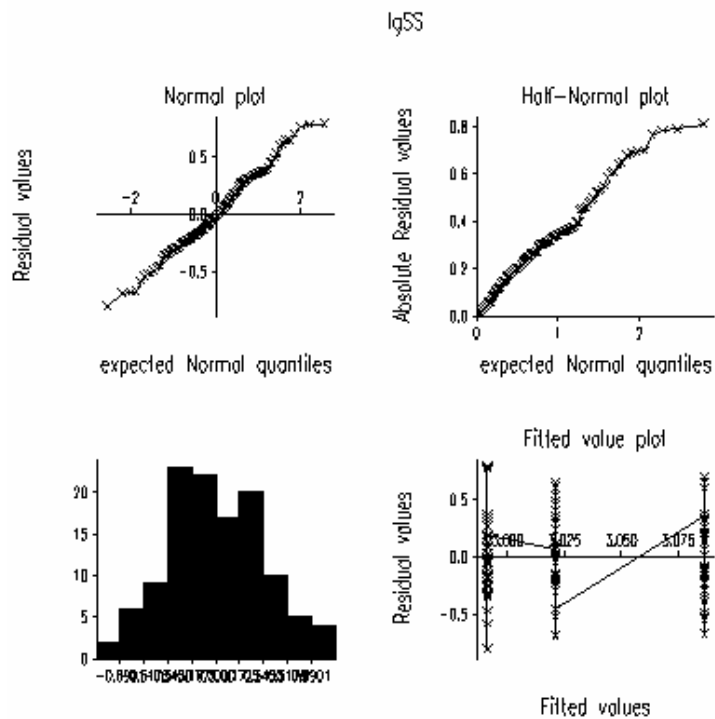 lgSS
Normal plot
Half-Normal plot
Residual values
0.5
0.0
-0.5
-2
0
2
expected Normal quantiles
Absolute Residual values
0.8
0.6
0.4
0.2
0.0
0
1
2
expected Normal quantiles
20
15
10
5
0
Fitted value plot
Residual values
0.5
0.0
-0.5
3.050
3.075
Fitted values